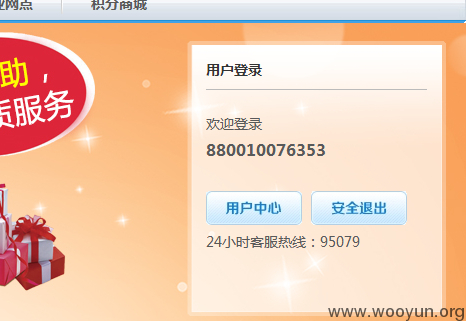 业网点 积分商城
助，
质服务
用户登录
欢迎登录
880010076353
用户中心 安全退出
24小时客服热线：95079
www.wooyun.org